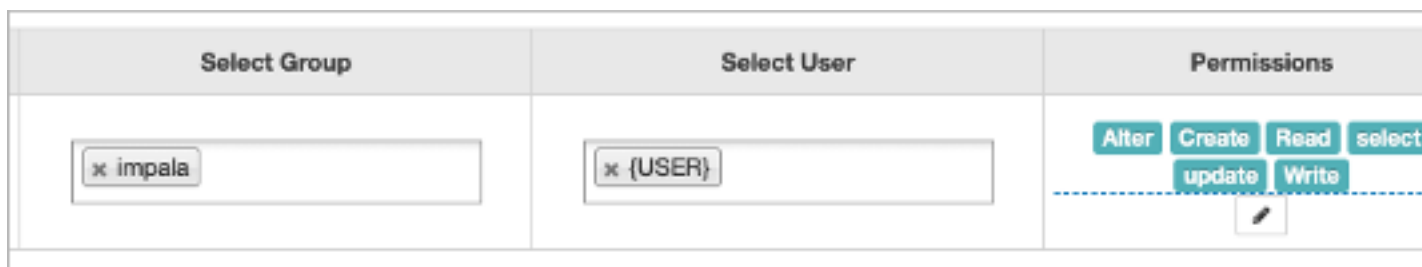 Select Group Select User Permissions
× impala × {USER} Alter Create Read select
update Write